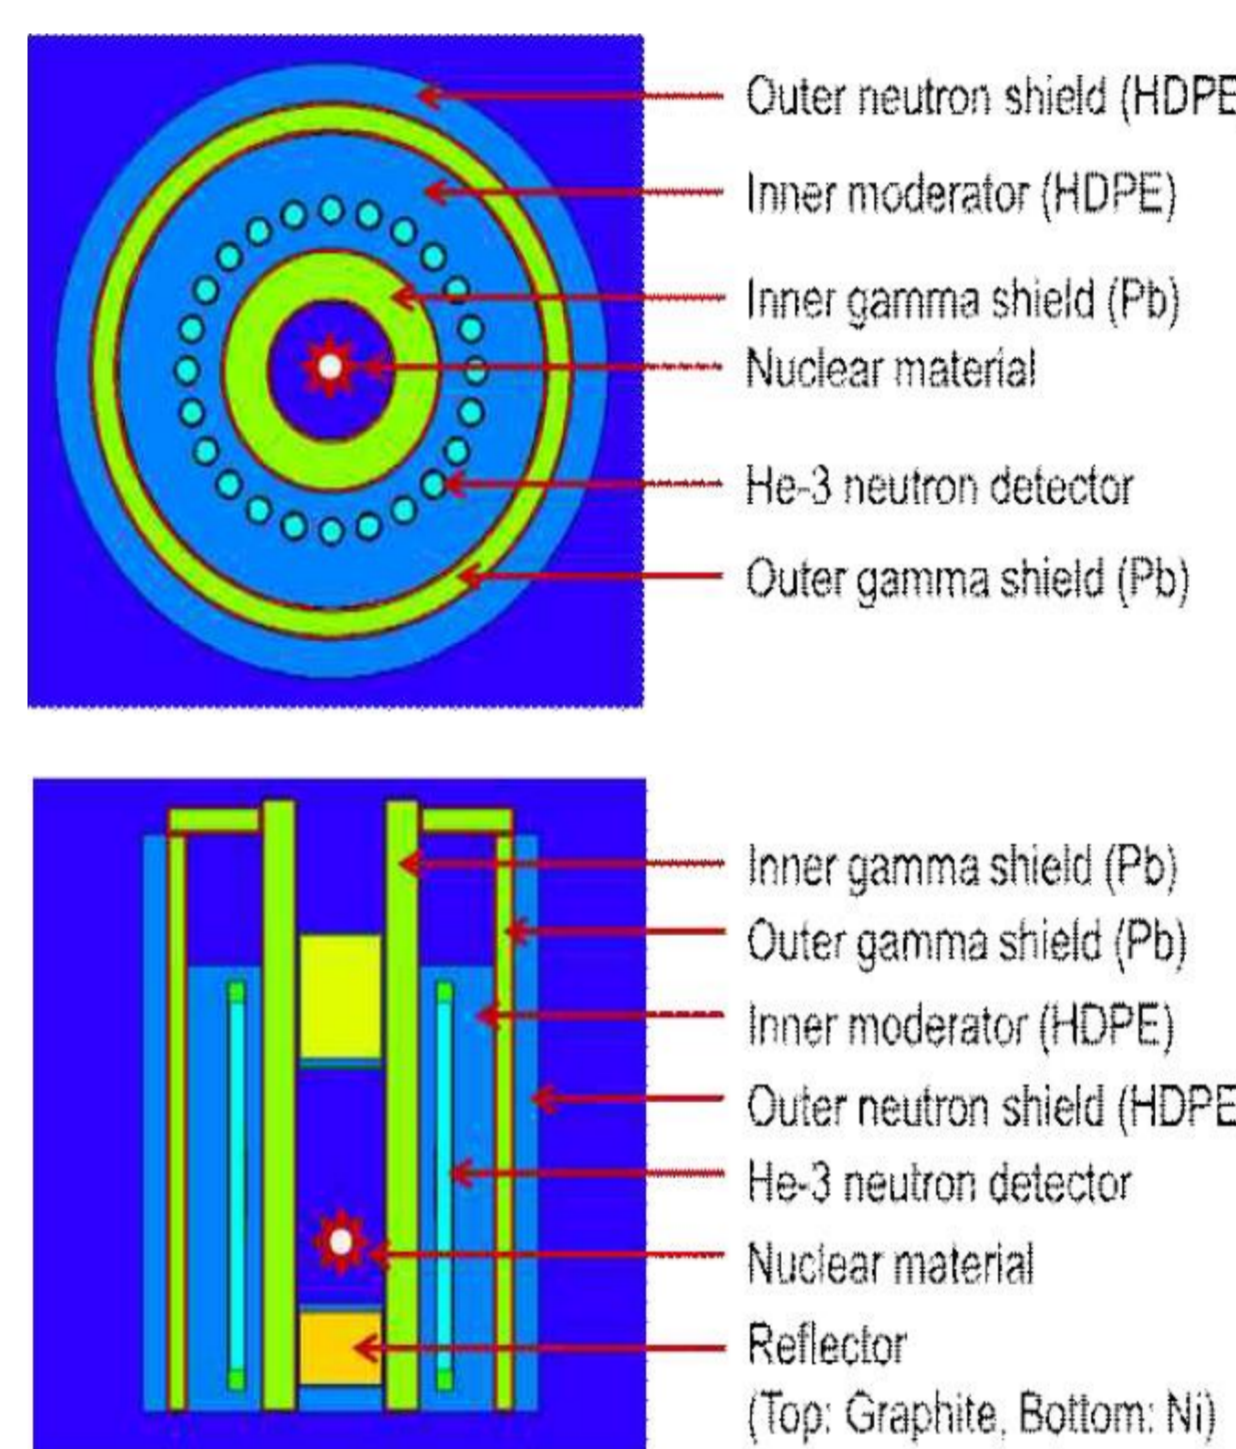 Outer neutron shield (HDPE
Inner moderator (HDPE)
Inner gamma shield (Pb)
Nuclear material
He-3 neutron detector
Outer gamma shield (Pb)
Inner gamma shield (Pb)
Outer gamma shield (Pb)
Inner moderator (HDPE)
Outer neutron shield (HDPE
He-3 neutron detector
Nuclear material
Reflector
(Top: Graphite, Bottom: Ni)